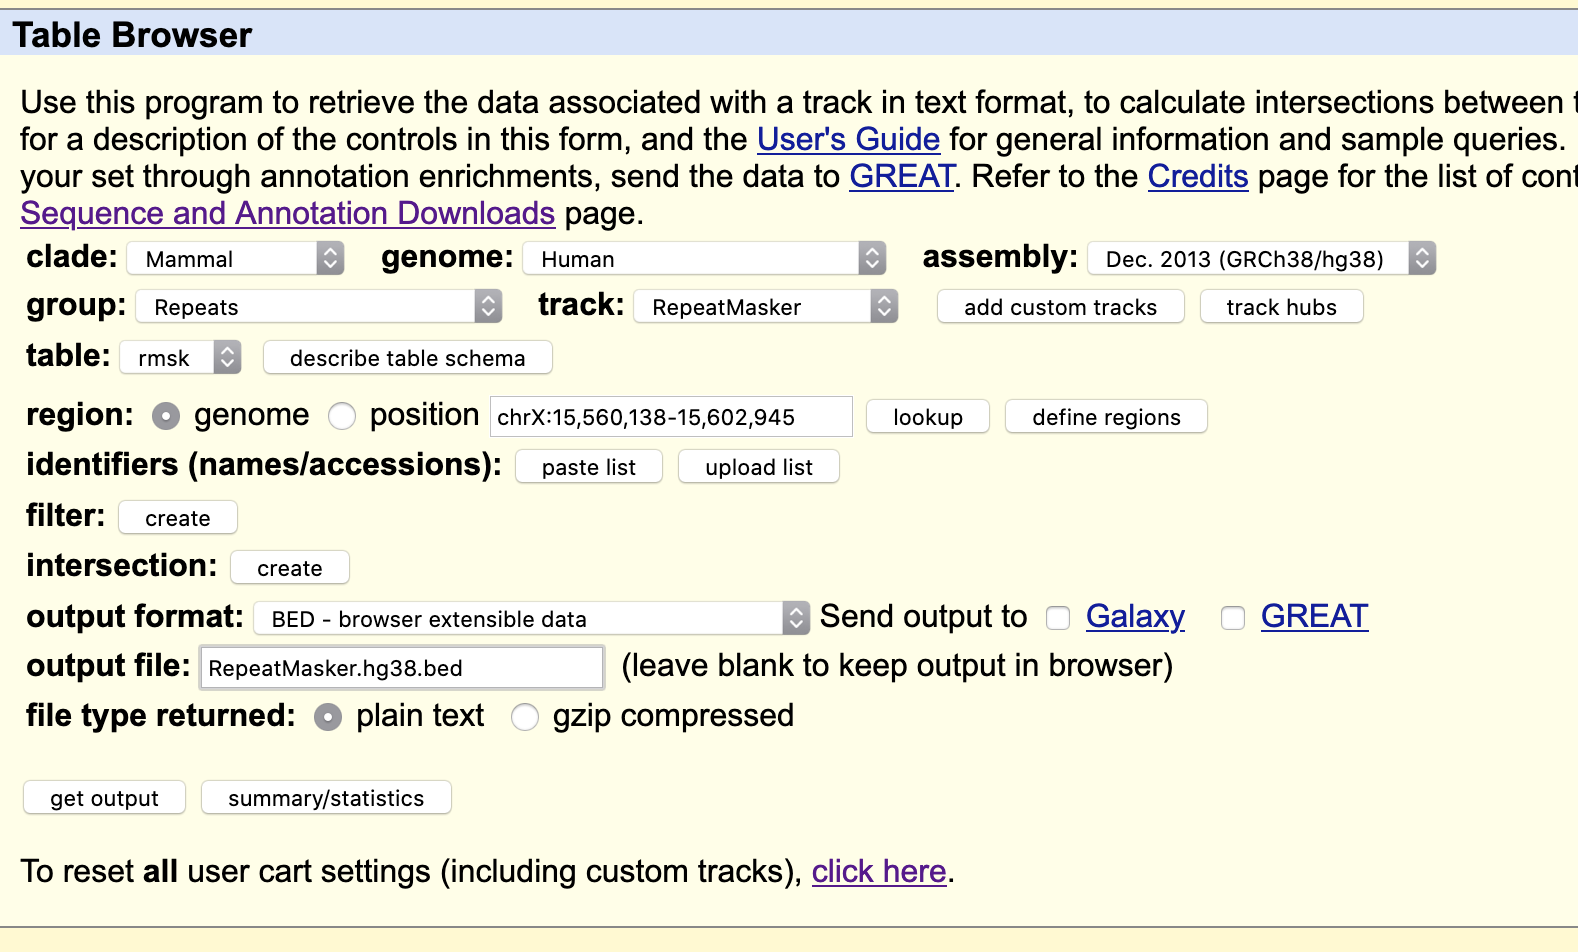 Table Browser
Use this program to retrieve the data associated with a track in text format, to calculate intersections between
for a description of the controls in this form, and the User's Guide for general information and sample queries.
your set through annotation enrichments, send the data to GREAT. Refer to the Credits page for the list of
Sequence and Annotation Downloads page.
clade: Mammal genome: Human assembly: Dec. 2013 (GRCh38/hg38)
group: Repeats track: RepeatMasker add custom tracks track hubs
table: rmsk describe table schema
region: genome position chrX:15,560,138-15,602,945 lookup define regions
identifiers (names/accessions): paste list upload list
filter: create
intersection: create
output format: BED - browser extensible data Send output to Galaxy GREAT
output file: RepeatMasker.hg38.bed (leave blank to keep output in browser)
file type returned: plain text gzip compressed
get output summary/statistics
To reset all user cart settings (including custom tracks), click here.